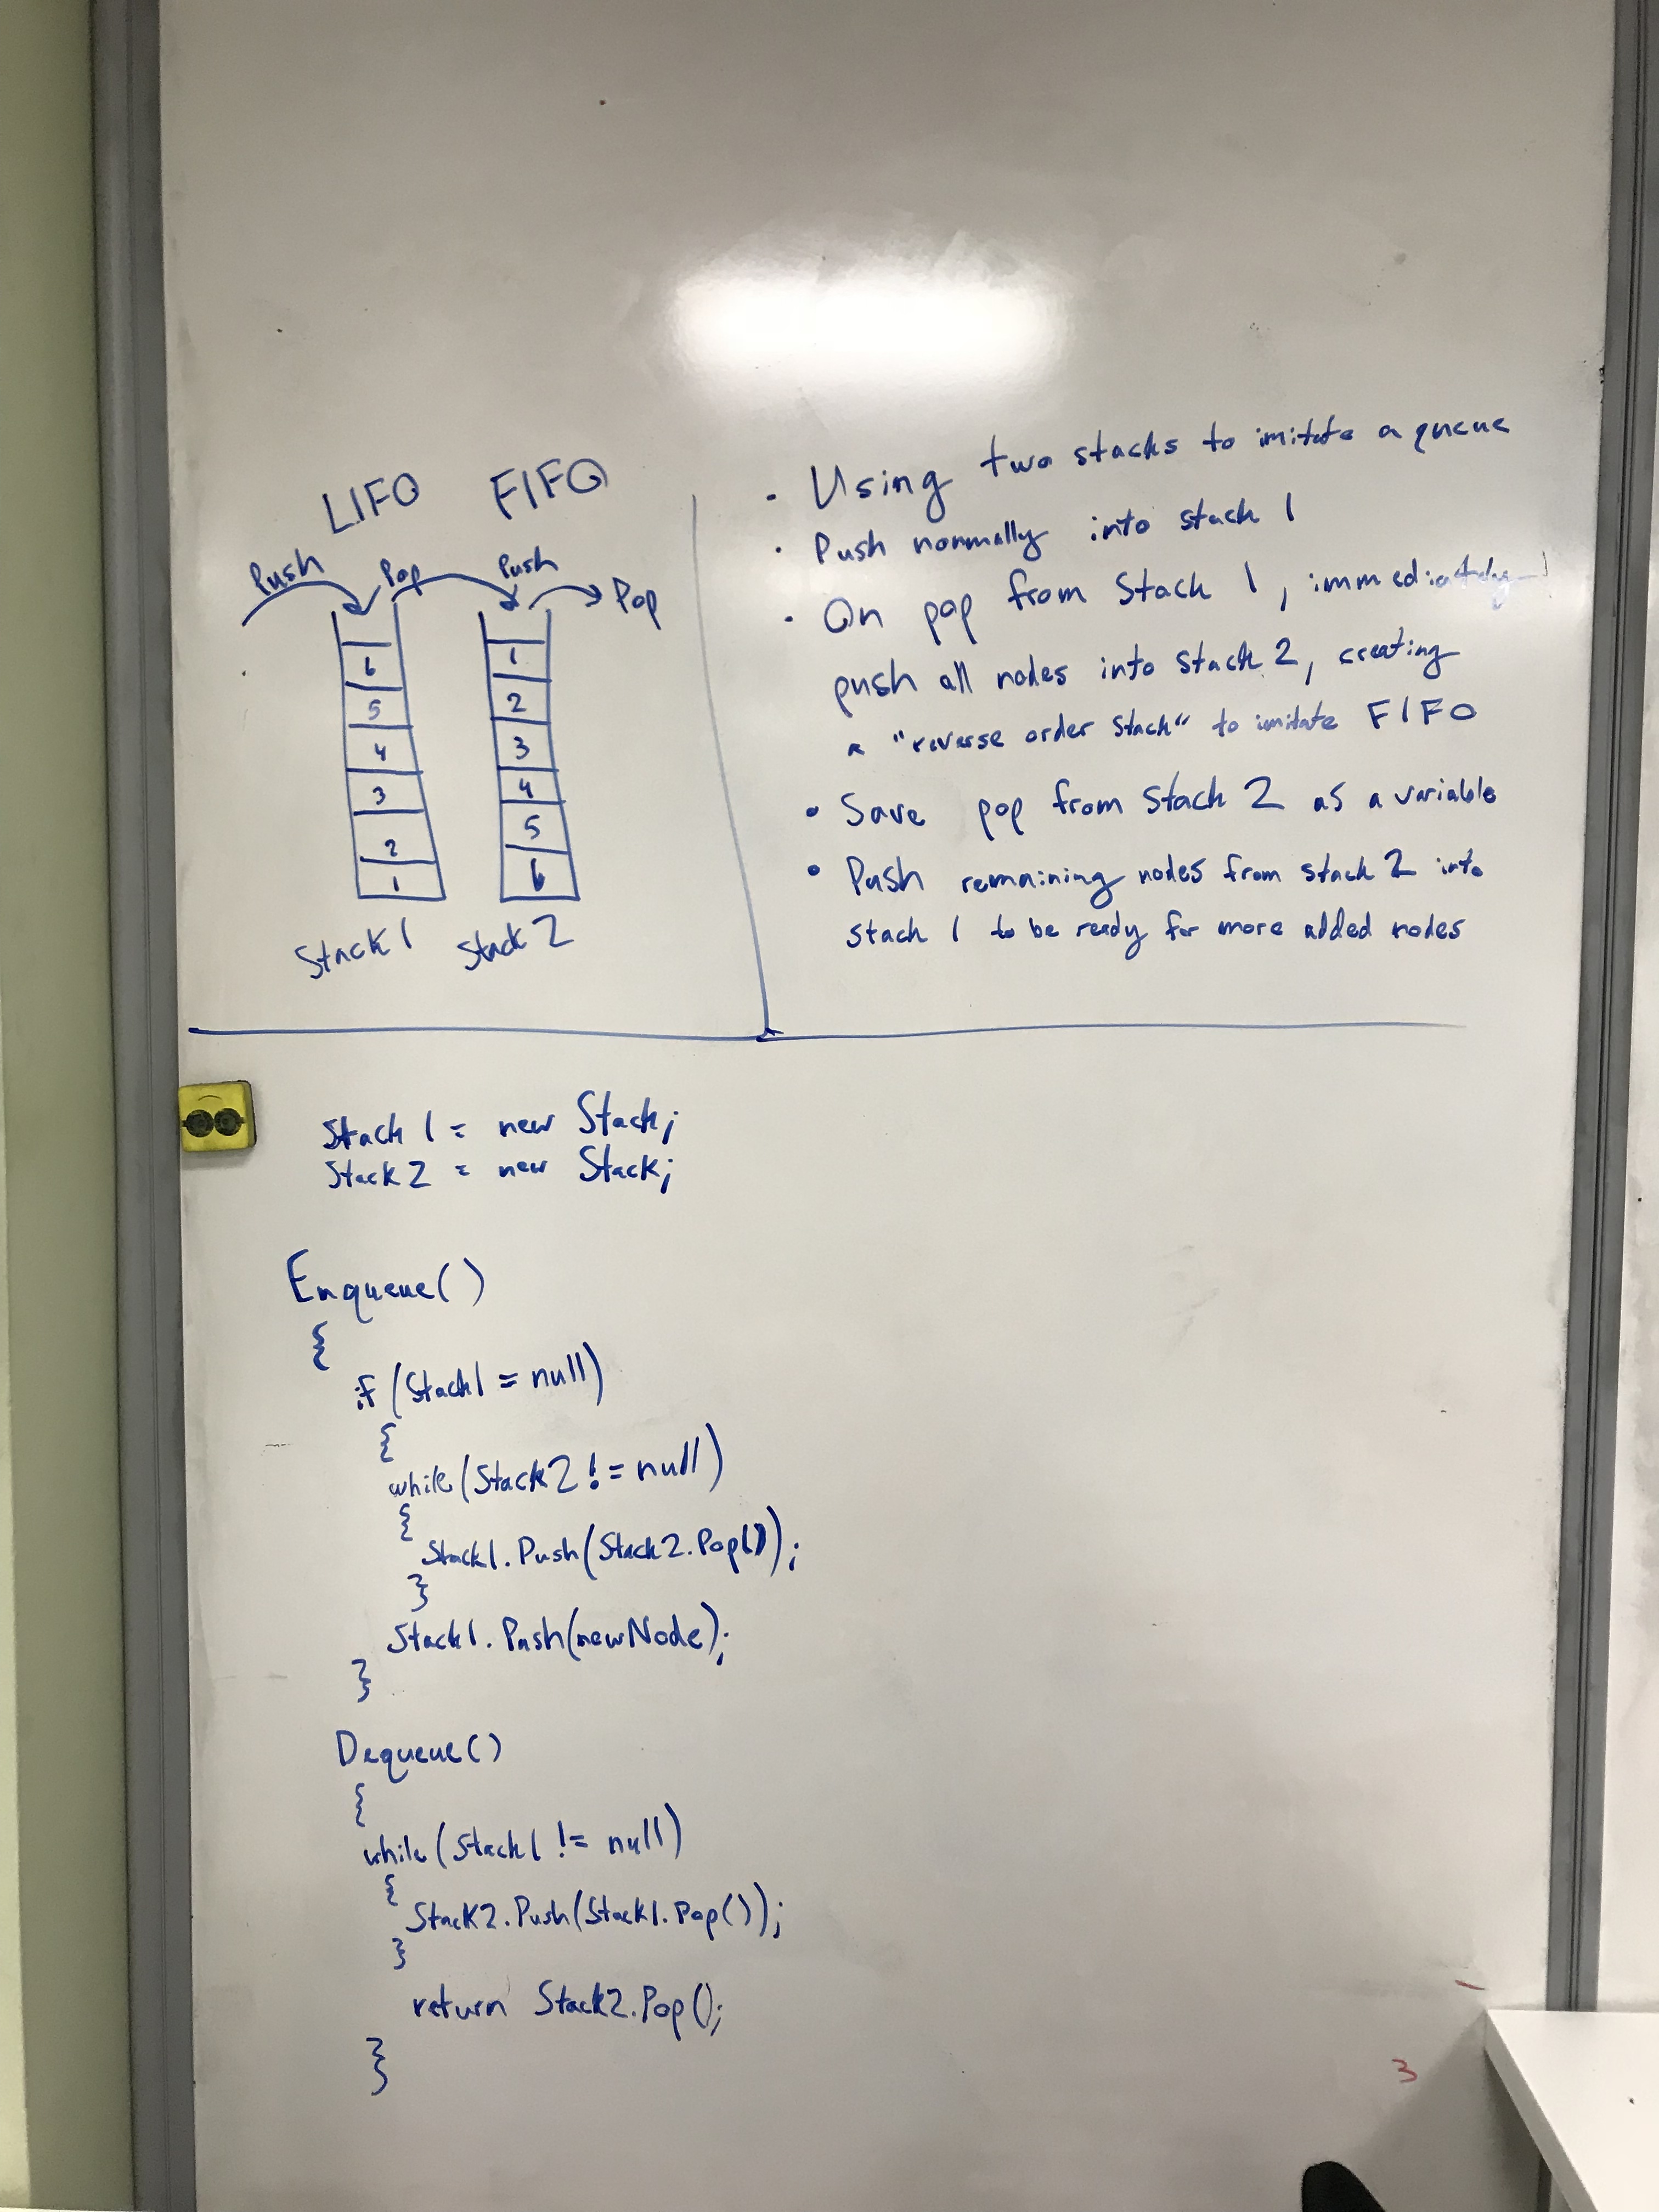 LIFO FIFO
Push Pop Push Pop
6 1
5 2
4 3
3 4
2 5
1 6
Stack 1 Stack 2
• Using two stacks to imitate a queue
• Push normally into stack 1
• On pop from Stack 1, immediately
push all nodes into stack 2, creating
a "reverse order stack" to imitate FIFO
• Save pop from stack 2 as a variable
• Push remaining nodes from stack 2 into
stack 1 to be ready for more added nodes
Stack 1 = new Stack;
Stack 2 = new Stack;
Enqueue()
{
if (Stack1 = null)
{
while (Stack2 != null)
{
Stack1.Push(Stack2.Pop());
}
Stack1.Push(newNode);
}
Dequeue()
{
while (Stack1 != null)
{
Stack2.Push(Stack1.Pop());
}
return Stack2.Pop();
}
3